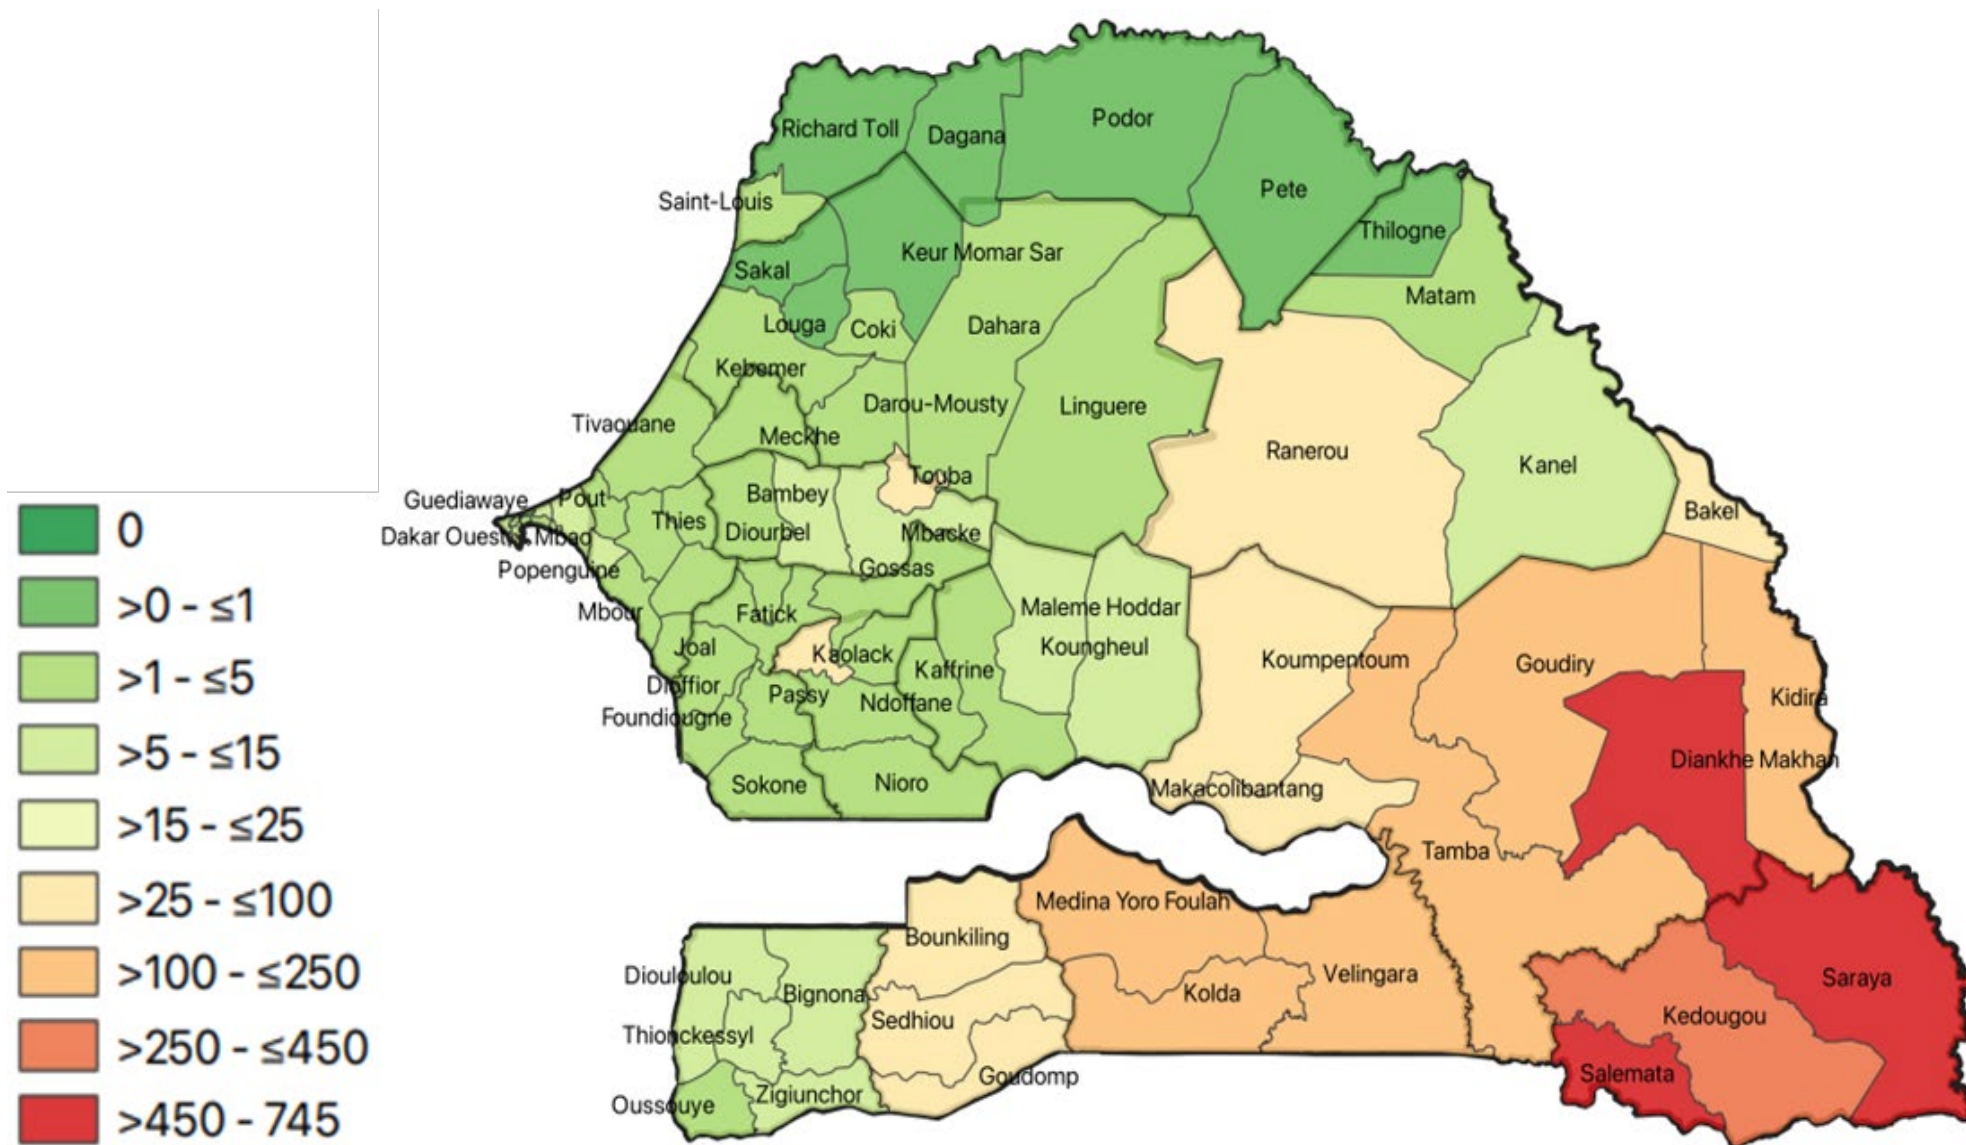 0
>0 - ≤1
>1 - ≤5
>5 - ≤15
>15 - ≤25
>25 - ≤100
>100 - ≤250
>250 - ≤450
>450 - 745
Richard Toll
Dagana
Podor
Pete
Saint-Louis
Thilogne
Keur Momar Sar
Sakal
Matam
Louga
Coki
Dahara
Kebemer
Darou-Mousty
Linguere
Tivaouane
Meckhe
Ranerou
Kanel
Touba
Guediawaye
Pout
Bambey
Bakel
Thies
Diourbel
Mbacke
Dakar Ouest
Mbao
Popenguine
Gossas
Mbour
Fatick
Maleme Hoddar
Joal
Kaolack
Koungheul
Koumpentoum
Goudiry
Kaffrine
Dioffior
Passy
Ndoffane
Kidira
Foundiougne
Diankhe Makhan
Sokone
Nioro
Makacolibantang
Tamba
Medina Yoro Foulah
Bounkiling
Diouloulou
Bignona
Kolda
Velingara
Saraya
Thionckessyl
Sedhiou
Kedougou
Goudomp
Salemata
Oussouye
Zigiunchor